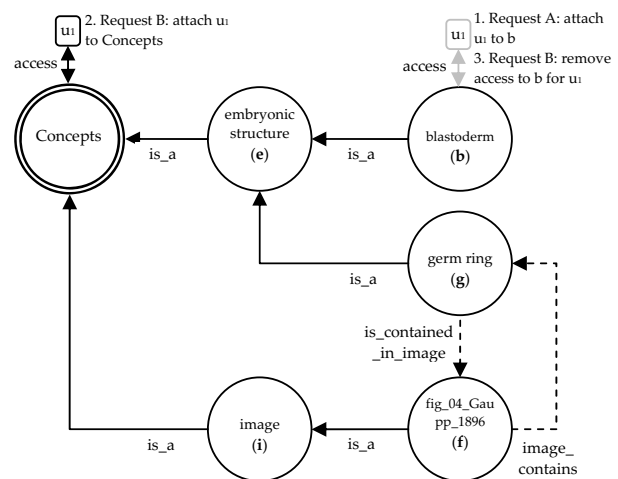 u₁
2. Request B: attach u₁
to Concepts
access
u₁
1. Request A: attach
u₁ to b
3. Request B: remove
access to b for u₁
access
Concepts
is_a
embryonic
structure
(e)
is_a
blastoderm
(b)
is_a
germ ring
(g)
is_contained
_in_image
is_a
image
(i)
is_a
fig_04_Gau
pp_1896
(f)
image_
contains